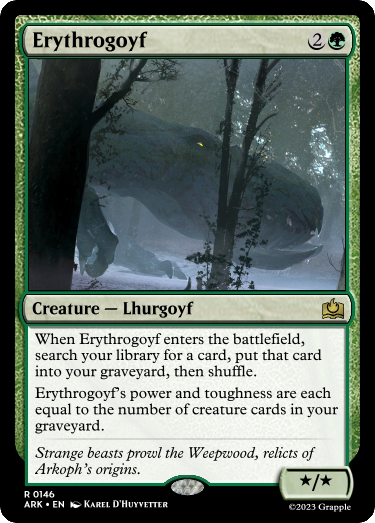 Erythrogoyf
2
Creature — Lhurgoyf
When Erythrogoyf enters the battlefield,
search your library for a card, put that card
into your graveyard, then shuffle.
Erythrogoyf's power and toughness are each
equal to the number of creature cards in your
graveyard.
Strange beasts prowl the Weepwood, relicts of
Arkoph's origins.
*/*
R 0146
ARK • EN Karel D'Huyvetter
©2023 Grapple